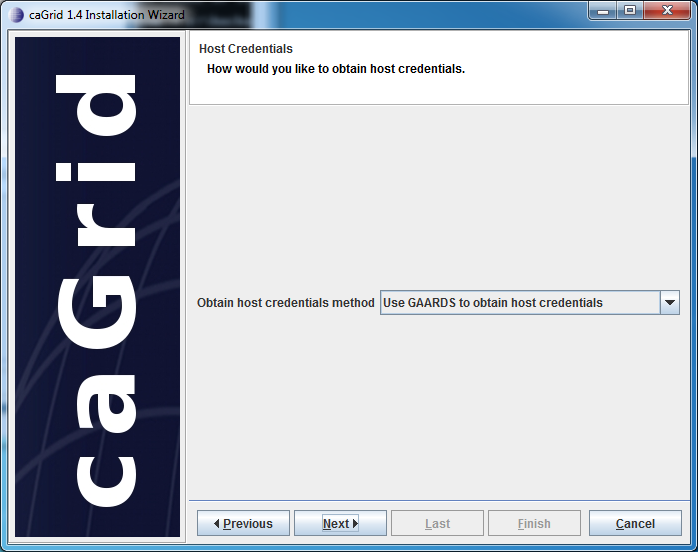 caGrid 1.4 Installation Wizard
caGrid
Host Credentials
How would you like to obtain host credentials.
Obtain host credentials method
Use GAARDS to obtain host credentials
Previous
Next
Last
Finish
Cancel